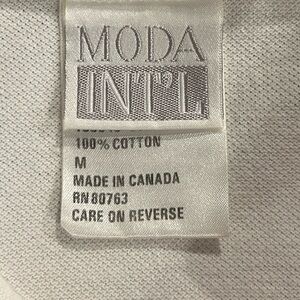 MODA
INT'L
100% COTTON
M
MADE IN CANADA
RN 80763
CARE ON REVERSE